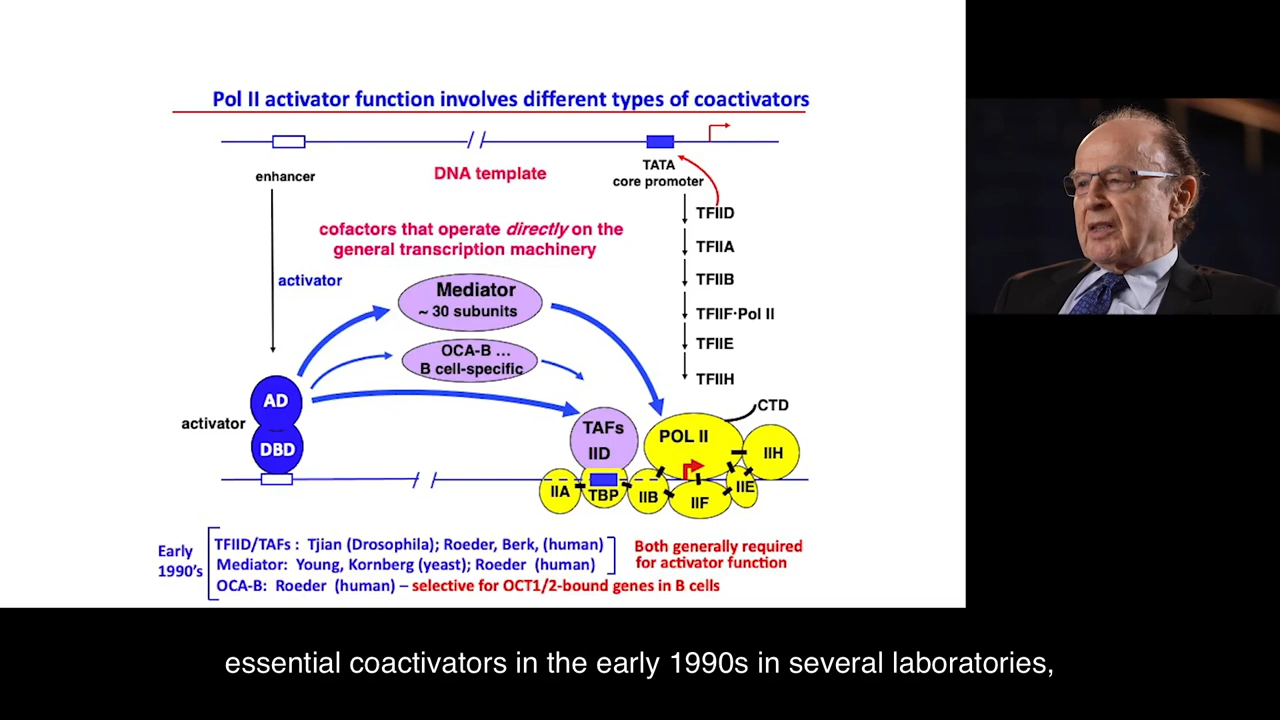 Pol II activator function involves different types of coactivators
enhancer
DNA template
TATA
core promoter
TFIID
TFIIA
TFIIB
TFIIF·Pol II
TFIIE
TFIIH
cofactors that operate directly on the
general transcription machinery
activator
Mediator
~ 30 subunits
OCA-B ...
B cell-specific
AD
activator
DBD
TAFs
IID
POL II
CTD
IIH
IIA
TBP
IIB
IIF
IIE
Early
1990's
TFIID/TAFs : Tjian (Drosophila); Roeder, Berk, (human)
Mediator: Young, Kornberg (yeast); Roeder (human)
OCA-B: Roeder (human) – selective for OCT1/2-bound genes in B cells
Both generally required
for activator function
essential coactivators in the early 1990s in several laboratories,